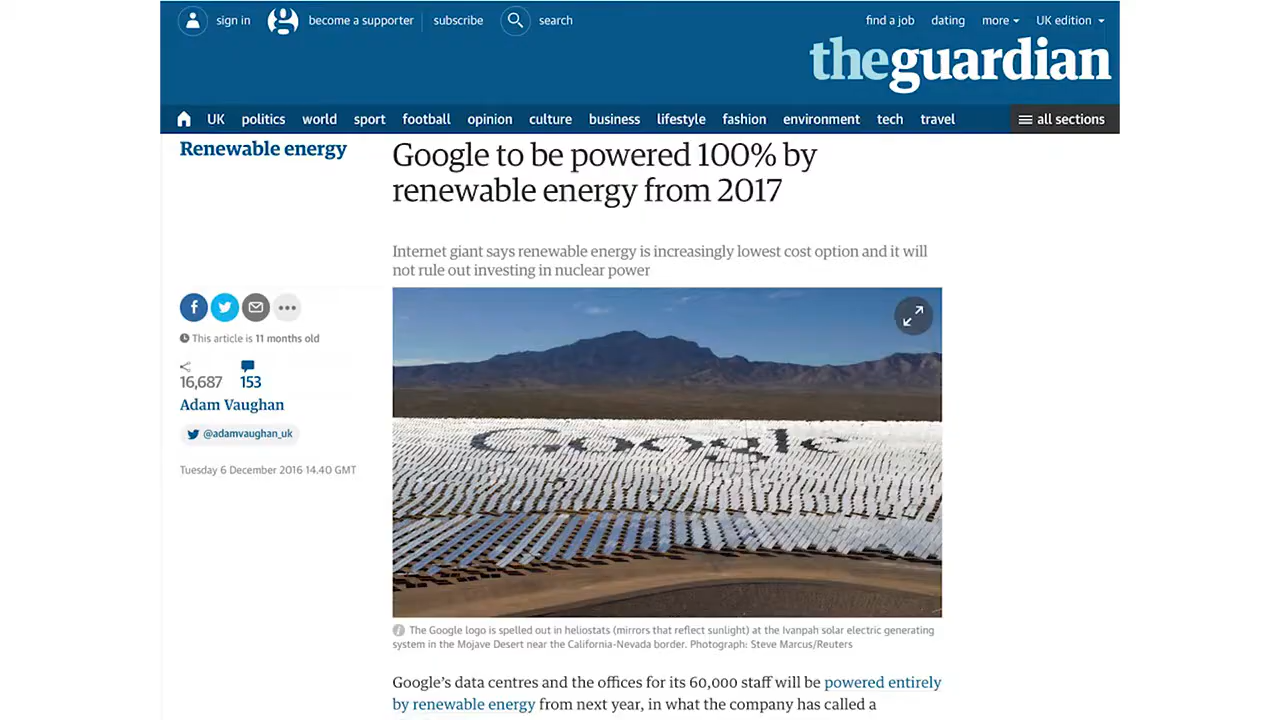 sign in
become a supporter
subscribe
search
find a job
dating
more
UK edition
theguardian
UK
politics
world
sport
football
opinion
culture
business
lifestyle
fashion
environment
tech
travel
all sections
Renewable energy
Google to be powered 100% by
renewable energy from 2017
Internet giant says renewable energy is increasingly lowest cost option and it will
not rule out investing in nuclear power
This article is 11 months old
16,687
153
Adam Vaughan
@adamvaughan_uk
Tuesday 6 December 2016 14.40 GMT
Google
The Google logo is spelled out in heliostats (mirrors that reflect sunlight) at the Ivanpah solar electric generating
system in the Mojave Desert near the California-Nevada border. Photograph: Steve Marcus/Reuters
Google’s data centres and the offices for its 60,000 staff will be powered entirely
by renewable energy from next year, in what the company has called a